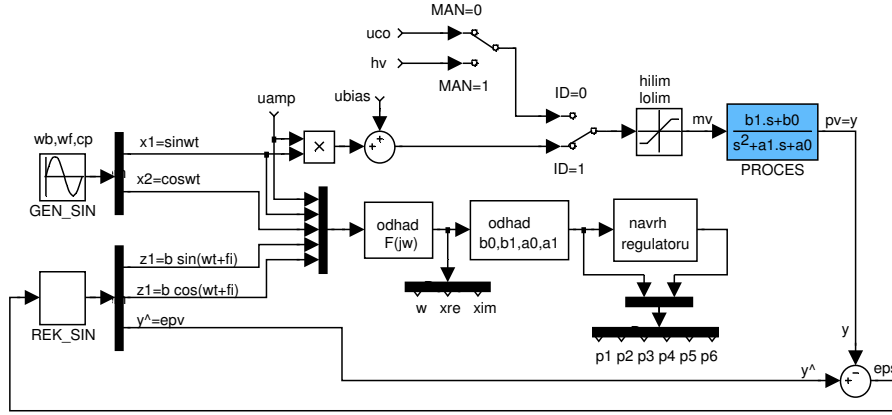 MAN=0
uco
hv
MAN=1
ID=0
hilim
lolim
uamp
ubias
mv
b1.s+b0
s2+a1.s+a0
pv=y
PROCES
wb,wf,cp
x1=sinwt
×
+
+
ID=1
GEN_SIN
x2=coswt
odhad
F(jw)
odhad
b0,b1,a0,a1
navrh
regulatoru
z1=b sin(wt+fi)
z1=b cos(wt+fi)
w xre xim
y^=epv
REK_SIN
p1 p2 p3 p4 p5 p6
y
y^
+
−
eps